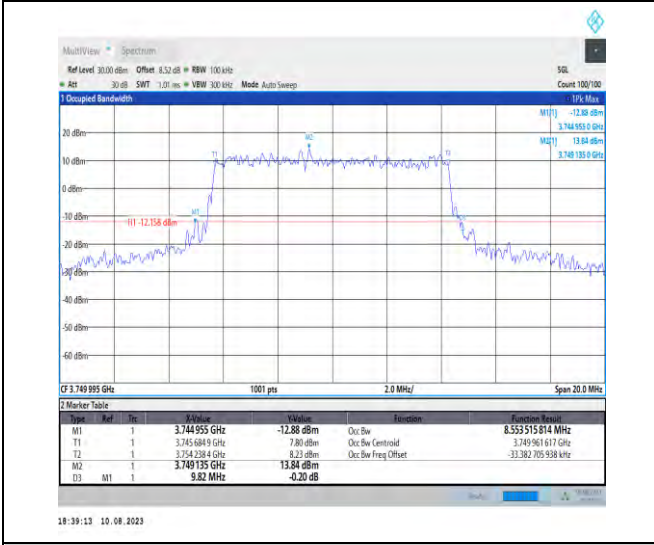 MultiView Spectrum
Ref Level 30.00 dBm Offset 8.52 dB RBW 100 kHz SGL
Att 30 dB SWT 1.01 ms VBW 300 kHz Mode Auto Sweep Count 100/100
1 Occupied Bandwidth 1Pk Max
M1[1] -12.88 dBm
3.744 955 0 GHz
M2[1] 13.84 dBm
3.749 135 0 GHz
20 dBm
M2
T1
T2
10 dBm
0 dBm
M1
-10 dBm
H1 -12.158 dBm
-20 dBm
-30 dBm
-40 dBm
-50 dBm
-60 dBm
CF 3.749 995 GHz 1001 pts 2.0 MHz/ Span 20.0 MHz
2 Marker Table
Type Ref Trc X-Value Y-Value Function Function Result
M1 1 3.744 955 GHz -12.88 dBm Occ Bw 8.553 515 814 MHz
T1 1 3.745 684 9 GHz 7.80 dBm Occ Bw Centroid 3.749 961 617 GHz
T2 1 3.754 238 4 GHz 8.23 dBm Occ Bw Freq Offset -33.382 705 938 kHz
M2 1 3.749 135 GHz 13.84 dBm
D3 M1 1 9.82 MHz -0.20 dB
18:39:13 10.08.2023